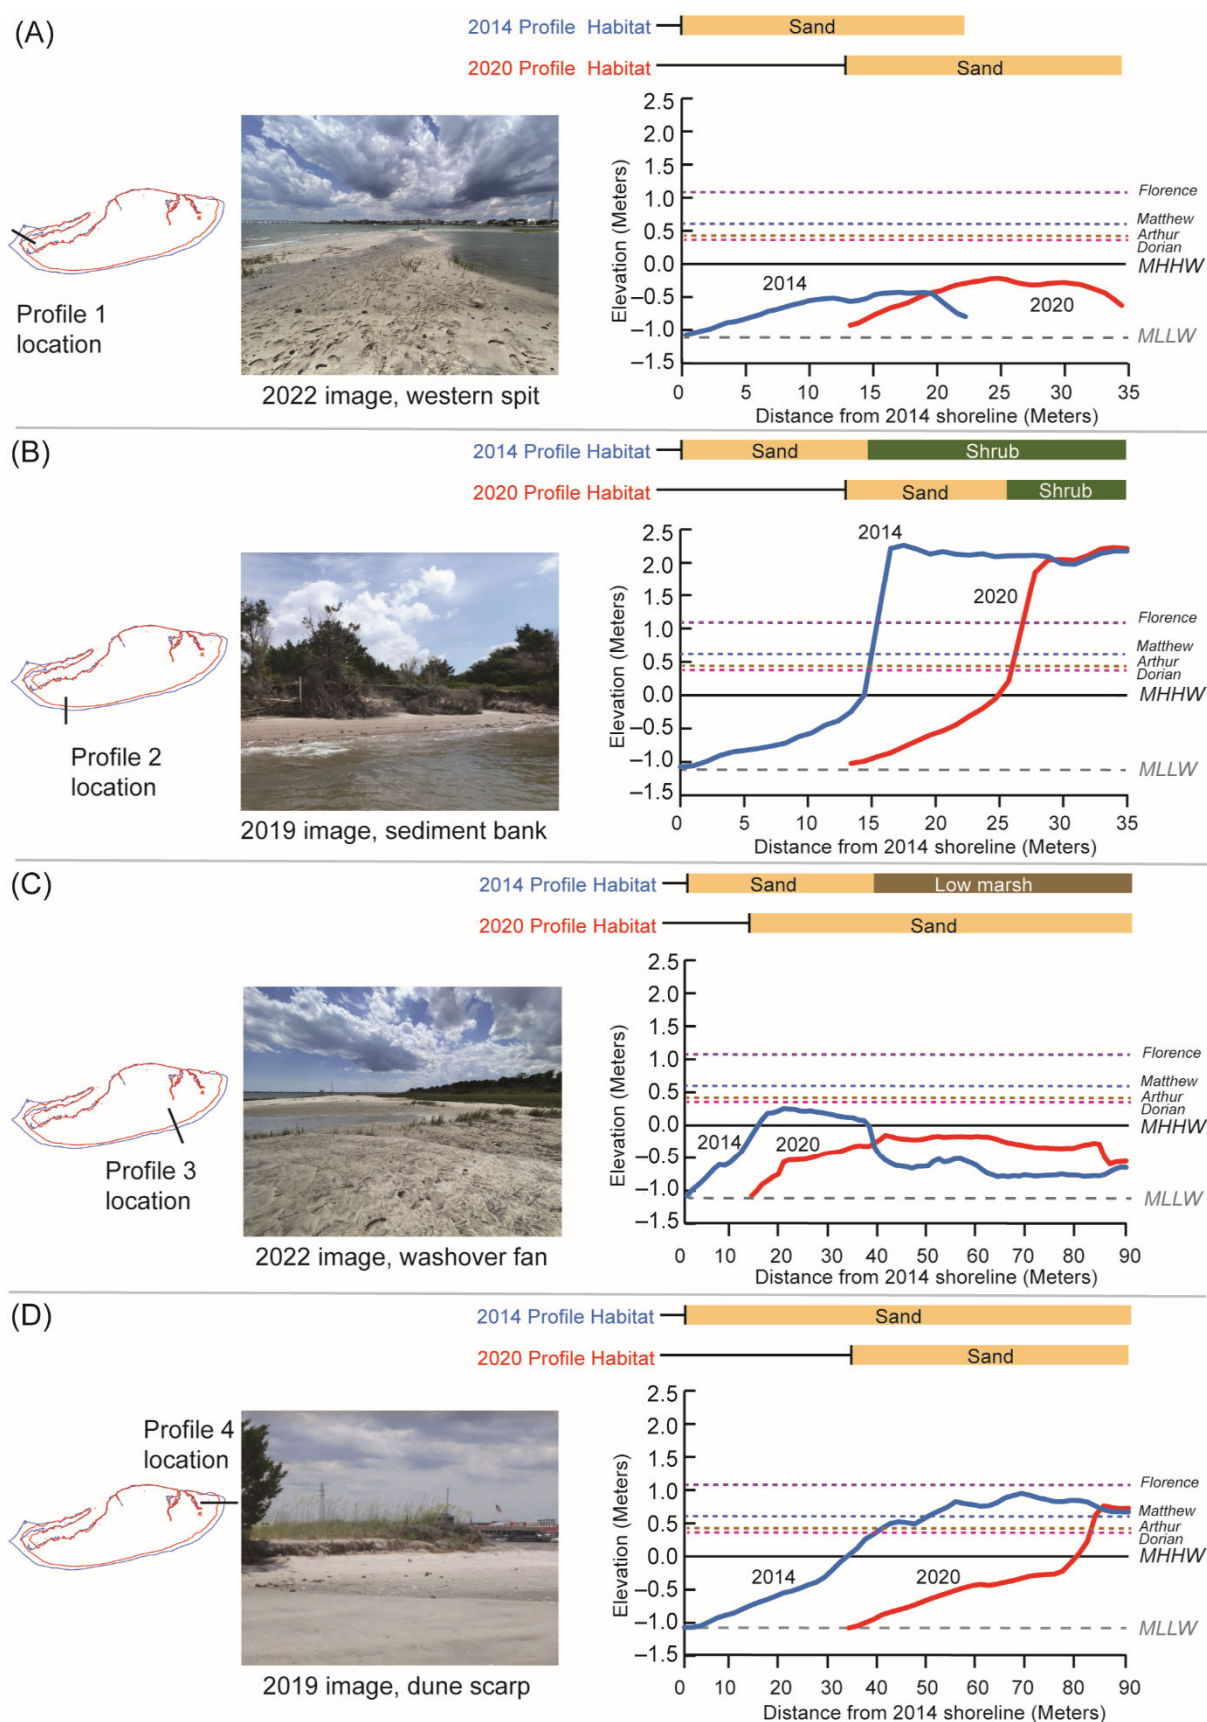 (A)
2014 Profile Habitat
Sand
2020 Profile Habitat
Sand
Profile 1
location
2022 image, western spit
Elevation (Meters)
2.5
2.0
1.5
1.0
0.5
0.0
–0.5
–1.0
–1.5
Florence
Matthew
Arthur
Dorian
MHHW
MLLW
2014
2020
0 5 10 15 20 25 30 35
Distance from 2014 shoreline (Meters)
(B)
2014 Profile Habitat
Sand
Shrub
2020 Profile Habitat
Sand
Shrub
Profile 2
location
2019 image, sediment bank
Elevation (Meters)
2.5
2.0
1.5
1.0
0.5
0.0
–0.5
–1.0
–1.5
2014
2020
Florence
Matthew
Arthur
Dorian
MHHW
MLLW
0 5 10 15 20 25 30 35
Distance from 2014 shoreline (Meters)
(C)
2014 Profile Habitat
Sand
Low marsh
2020 Profile Habitat
Sand
Profile 3
location
2022 image, washover fan
Elevation (Meters)
2.5
2.0
1.5
1.0
0.5
0.0
–0.5
–1.0
–1.5
Florence
Matthew
Arthur
Dorian
MHHW
MLLW
2014
2020
0 10 20 30 40 50 60 70 80 90
Distance from 2014 shoreline (Meters)
(D)
2014 Profile Habitat
Sand
2020 Profile Habitat
Sand
Profile 4
location
2019 image, dune scarp
Elevation (Meters)
2.5
2.0
1.5
1.0
0.5
0.0
–0.5
–1.0
–1.5
Florence
Matthew
Arthur
Dorian
MHHW
MLLW
2014
2020
0 10 20 30 40 50 60 70 80 90
Distance from 2014 shoreline (Meters)